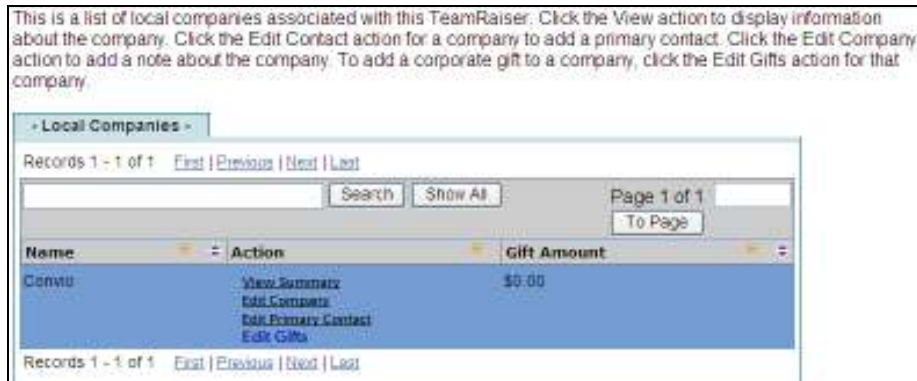 This is a list of local companies associated with this TeamRaiser. Click the View action to display information
about the company. Click the Edit Contact action for a company to add a primary contact. Click the Edit Company
action to add a note about the company. To add a corporate gift to a company, click the Edit Gifts action for that
company.
- Local Companies -
Records 1 - 1 of 1 First | Previous | Next | Last
Search Show All Page 1 of 1
To Page
Name Action Gift Amount
Convio View Summary $0.00
Edit Company
Edit Primary Contact
Edit Gifts
Records 1 - 1 of 1 First | Previous | Next | Last